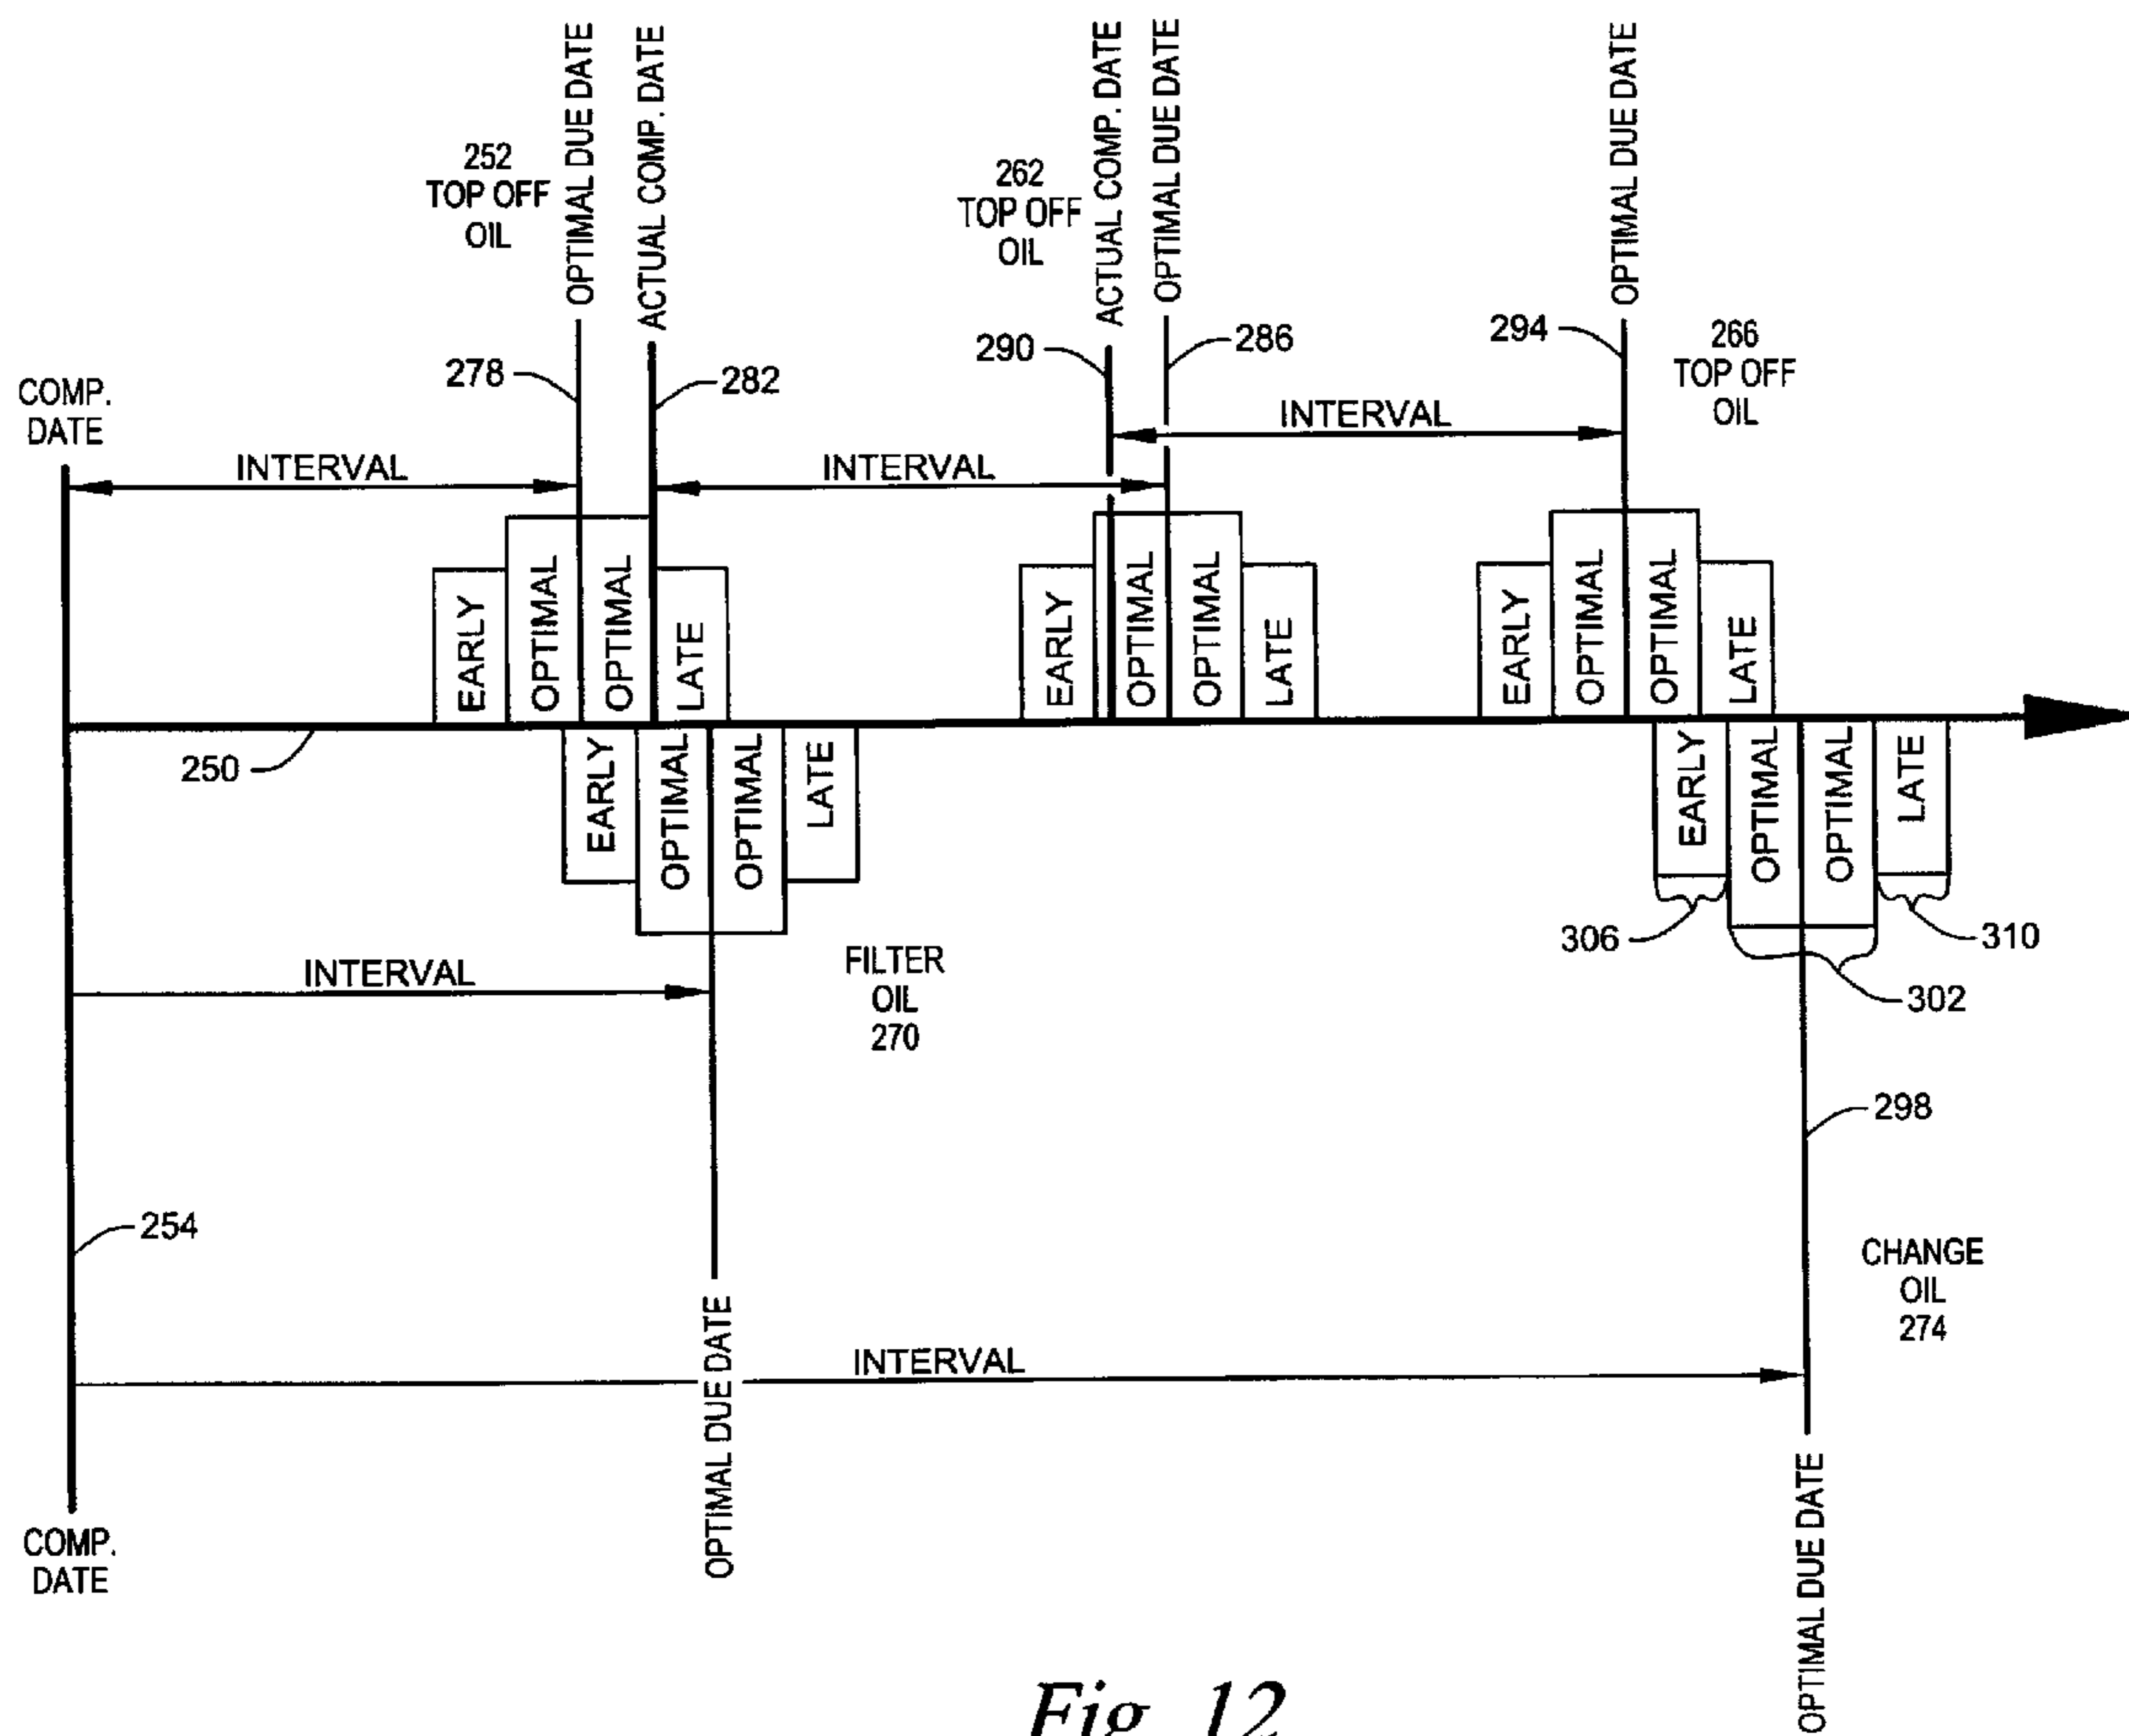 252
TOP OFF
OIL
OPTIMAL DUE DATE
ACTUAL COMP. DATE
262
TOP OFF
OIL
ACTUAL COMP. DATE
OPTIMAL DUE DATE
OPTIMAL DUE DATE
278
282
290
286
294
266
TOP OFF
OIL
COMP.
DATE
INTERVAL
INTERVAL
INTERVAL
EARLY
OPTIMAL
OPTIMAL
LATE
EARLY
OPTIMAL
OPTIMAL
LATE
EARLY
OPTIMAL
OPTIMAL
LATE
250
EARLY
OPTIMAL
OPTIMAL
LATE
EARLY
OPTIMAL
OPTIMAL
LATE
306
310
302
INTERVAL
FILTER
OIL
270
298
254
CHANGE
OIL
274
INTERVAL
OPTIMAL DUE DATE
OPTIMAL DUE DATE
COMP.
DATE
Fig. 12